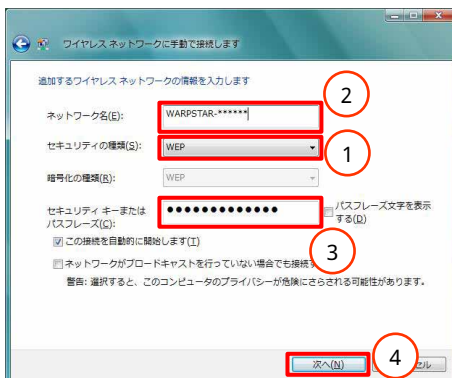 ワイヤレス ネットワークに手動で接続します
追加するワイヤレス ネットワークの情報を入力します
2
ネットワーク名(E): WARPSTAR-******
セキュリティの種類(S): WEP
1
暗号化の種類(R): WEP
セキュリティ キーまたは ●●●●●●●●●●●●● パスフレーズ文字を表示
パスフレーズ(C): する(D)
この接続を自動的に開始します(T)
3
ネットワークがブロードキャストを行っていない場合でも接続す
警告: 選択すると、このコンピュータのプライバシーが危険にさらされる可能性があります。
次へ(N) 4 セル